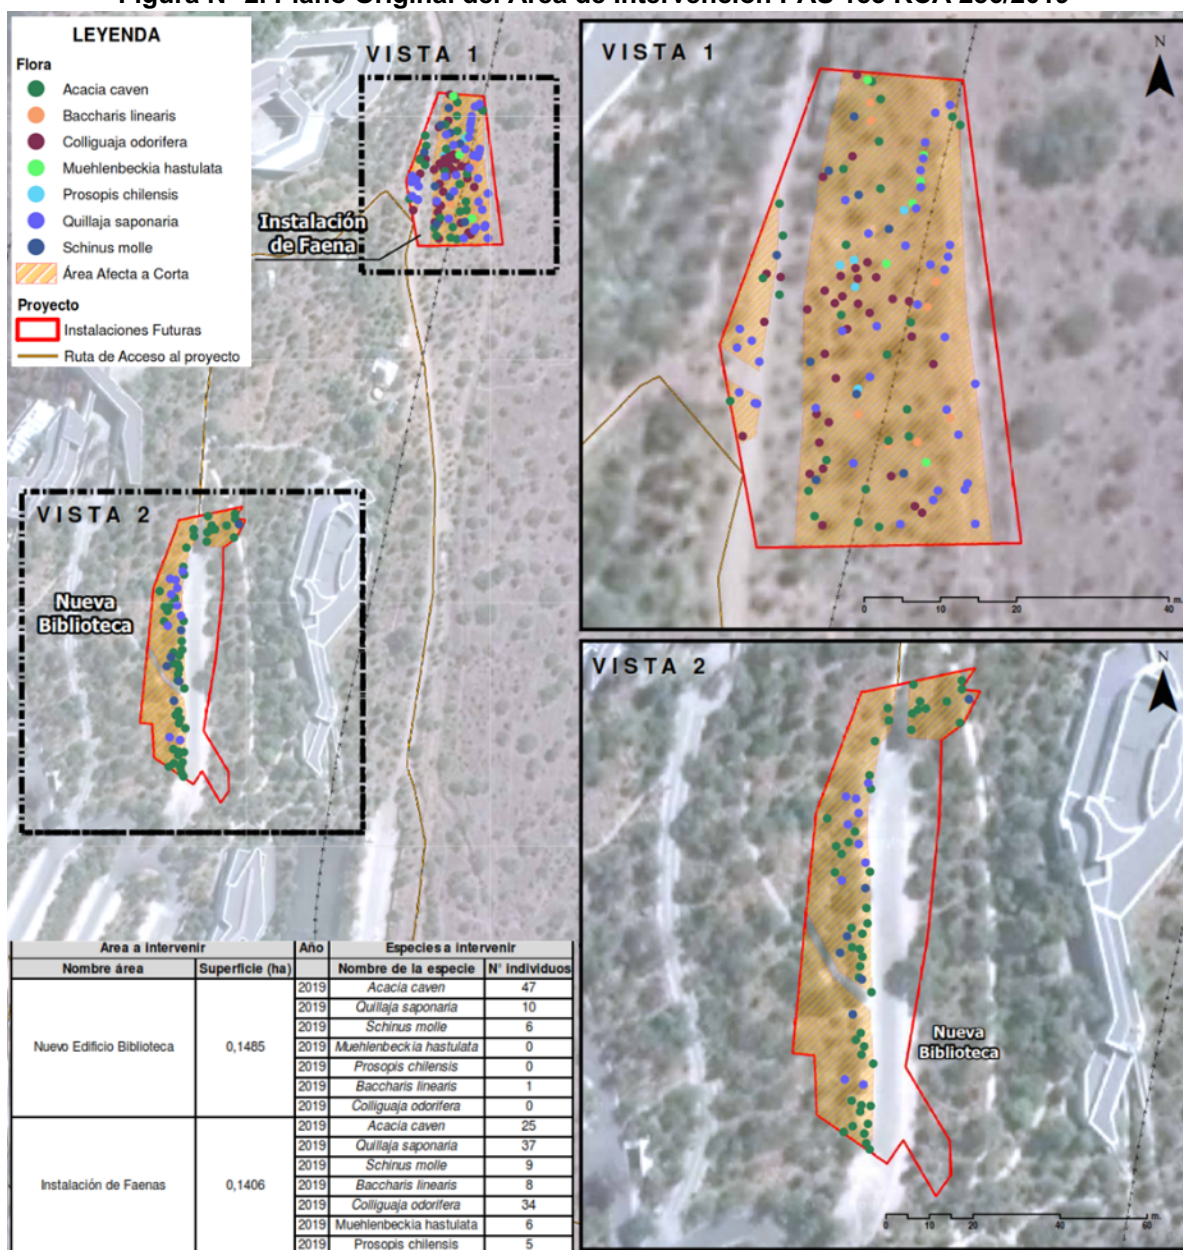 LEYENDA
Flora
Acacia caven
Baccharis linearis
Colliguaja odorifera
Muehlenbeckia hastulata
Prosopis chilensis
Quillaja saponaria
Schinus molle
Área Afecta a Corta
Proyecto
Instalaciones Futuras
Ruta de Acceso al proyecto
VISTA 1
Instalación
de Faena
VISTA 2
Nueva
Biblioteca
VISTA 1
N
0 10 20 40 m.
VISTA 2
N
Nueva
Biblioteca
0 10 20 40 60 m.
Area a Intervenir Año Especies a intervenir
Nombre área Superficie (ha) Nombre de la especie N° individuos
Nuevo Edificio Biblioteca 0,1485
2019 Acacia caven 47
2019 Quillaja saponaria 10
2019 Schinus molle 6
2019 Muehlenbeckia hastulata 0
2019 Prosopis chilensis 0
2019 Baccharis linearis 1
2019 Colliguaja odorifera 0
Instalación de Faenas 0,1406
2019 Acacia caven 25
2019 Quillaja saponaria 37
2019 Schinus molle 9
2019 Baccharis linearis 8
2019 Colliguaja odorifera 34
2019 Muehlenbeckia hastulata 6
2019 Prosopis chilensis 5